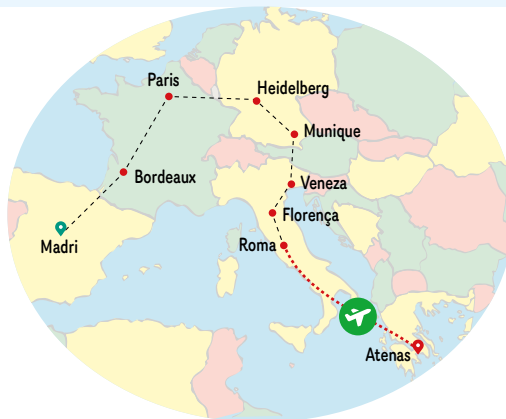 Paris
Heidelberg
Munique
Bordeaux
Veneza
Florença
Madri
Roma
Atenas